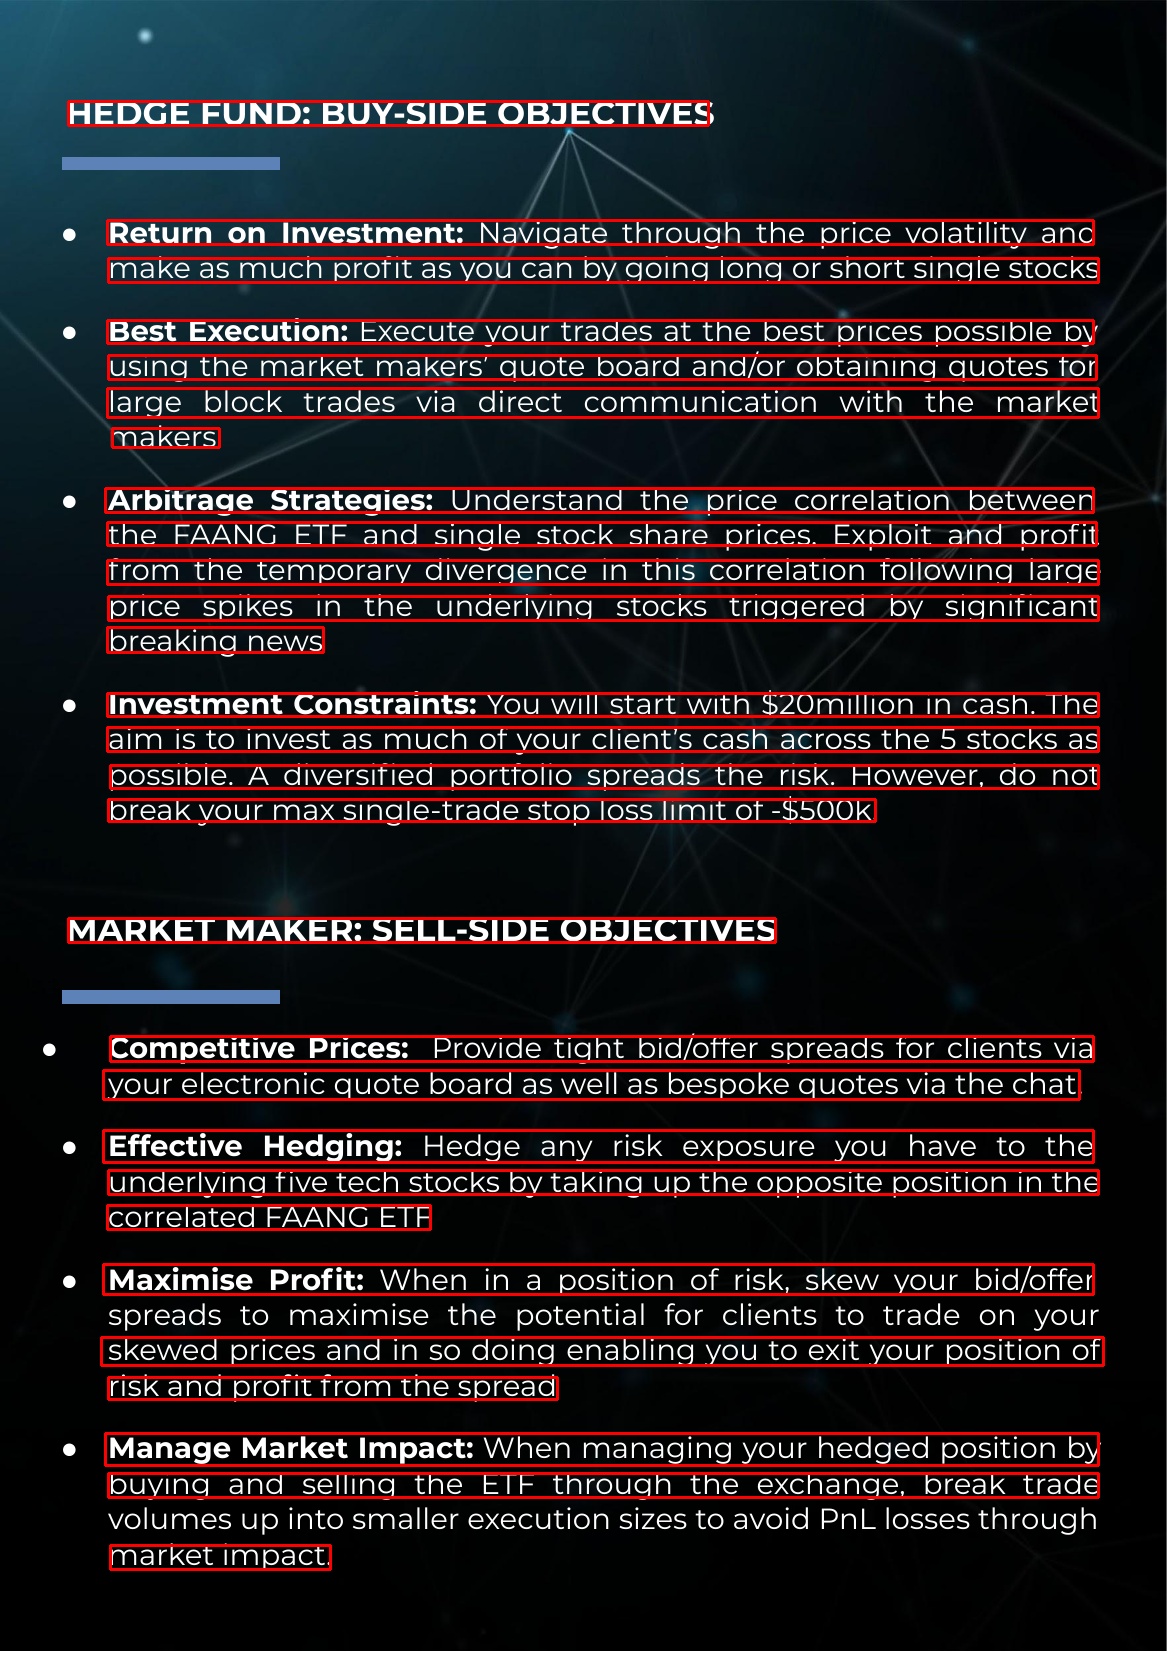 HEDGE FUND: BUY-SIDE OBJECTIVES
● Return on Investment: Navigate through the price volatility and
make as much profit as you can by going long or short single stocks
● Best Execution: Execute your trades at the best prices possible by
using the market makers' quote board and/or obtaining quotes for
large block trades via direct communication with the market
makers
● Arbitrage Strategies: Understand the price correlation between
the FAANG ETF and single stock share prices. Exploit and profit
from the temporary divergence in this correlation following large
price spikes in the underlying stocks triggered by significant
breaking news
● Investment Constraints: You will start with $20million in cash. The
aim is to invest as much of your client's cash across the 5 stocks as
possible. A diversified portfolio spreads the risk. However, do not
break your max single-trade stop loss limit of -$500k
MARKET MAKER: SELL-SIDE OBJECTIVES
● Competitive Prices: Provide tight bid/offer spreads for clients via
your electronic quote board as well as bespoke quotes via the chat.
● Effective Hedging: Hedge any risk exposure you have to the
underlying five tech stocks by taking up the opposite position in the
correlated FAANG ETF
● Maximise Profit: When in a position of risk, skew your bid/offer
spreads to maximise the potential for clients to trade on your
skewed prices and in so doing enabling you to exit your position of
risk and profit from the spread
● Manage Market Impact: When managing your hedged position by
buying and selling the ETF through the exchange, break trade
volumes up into smaller execution sizes to avoid PnL losses through
market impact.